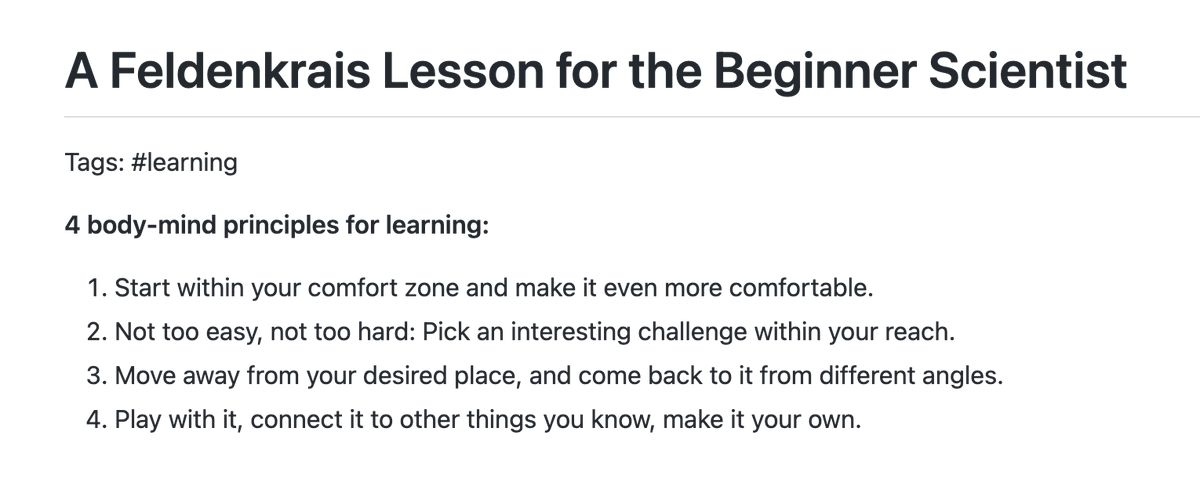 A Feldenkrais Lesson for the Beginner Scientist
Tags: #learning
4 body-mind principles for learning:
1. Start within your comfort zone and make it even more comfortable.
2. Not too easy, not too hard: Pick an interesting challenge within your reach.
3. Move away from your desired place, and come back to it from different angles.
4. Play with it, connect it to other things you know, make it your own.